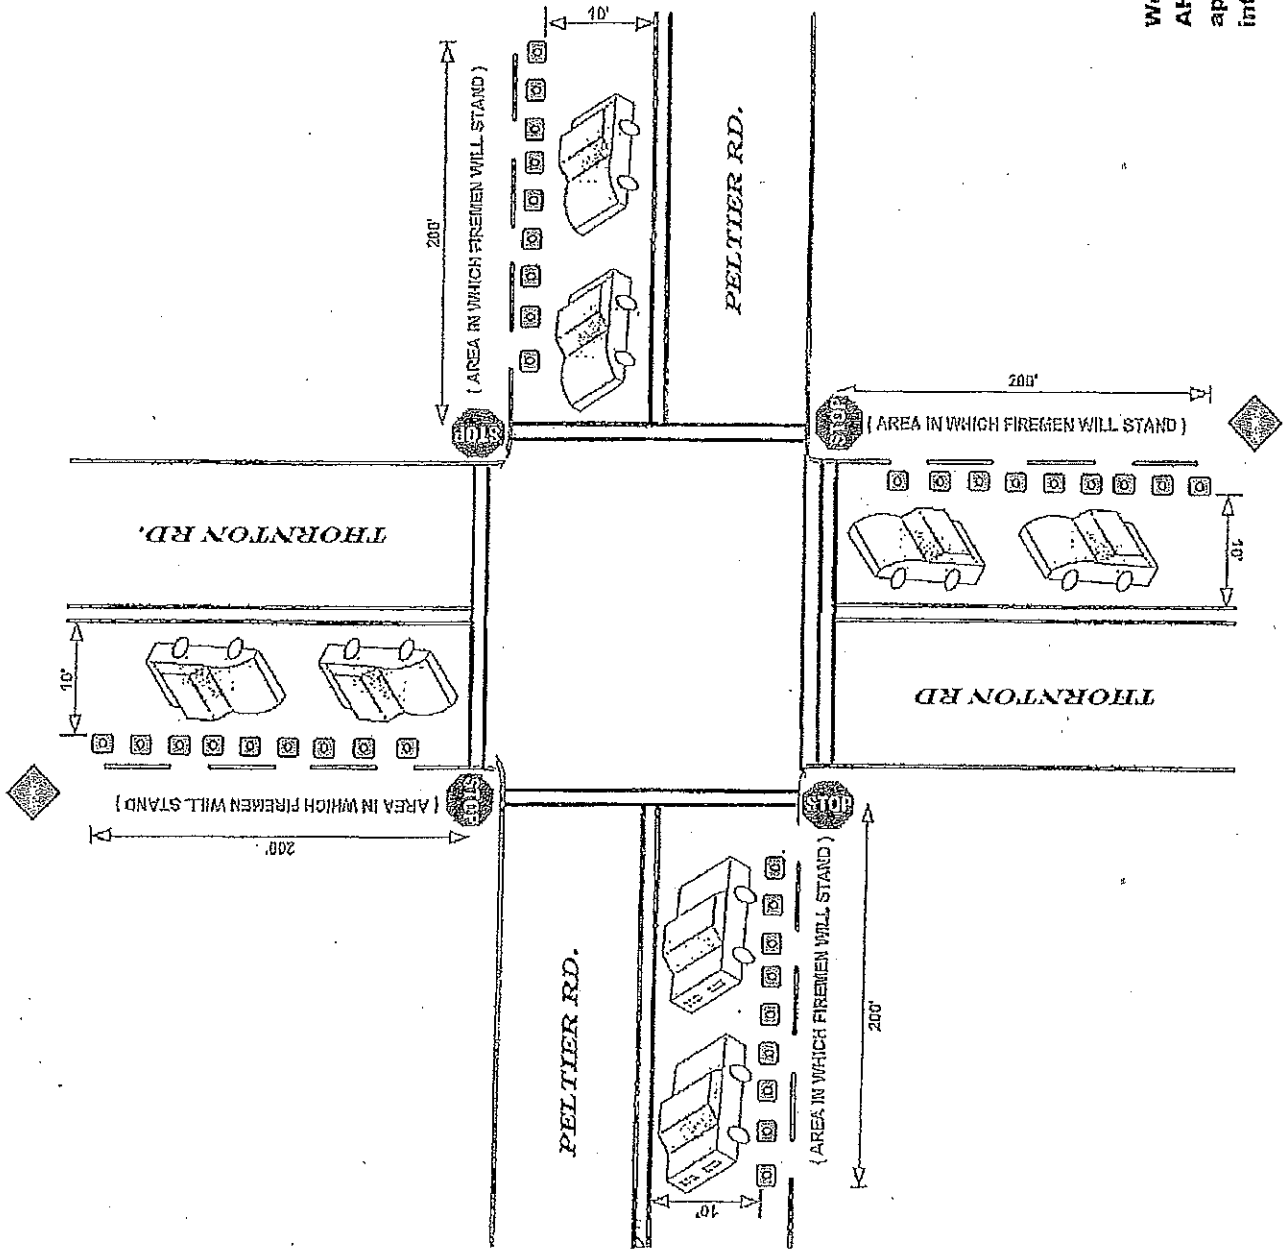 10'
200'
( AREA IN WHICH FIREMEN WILL STAND )
STOP
PELTIER RD.
THORNTON RD.
10'
( AREA IN WHICH FIREMEN WILL STAND )
200'
STOP
STOP
( AREA IN WHICH FIREMEN WILL STAND )
200'
10'
THORNTON RD
PELTIER RD.
STOP
( AREA IN WHICH FIREMEN WILL STAND )
200'
10'